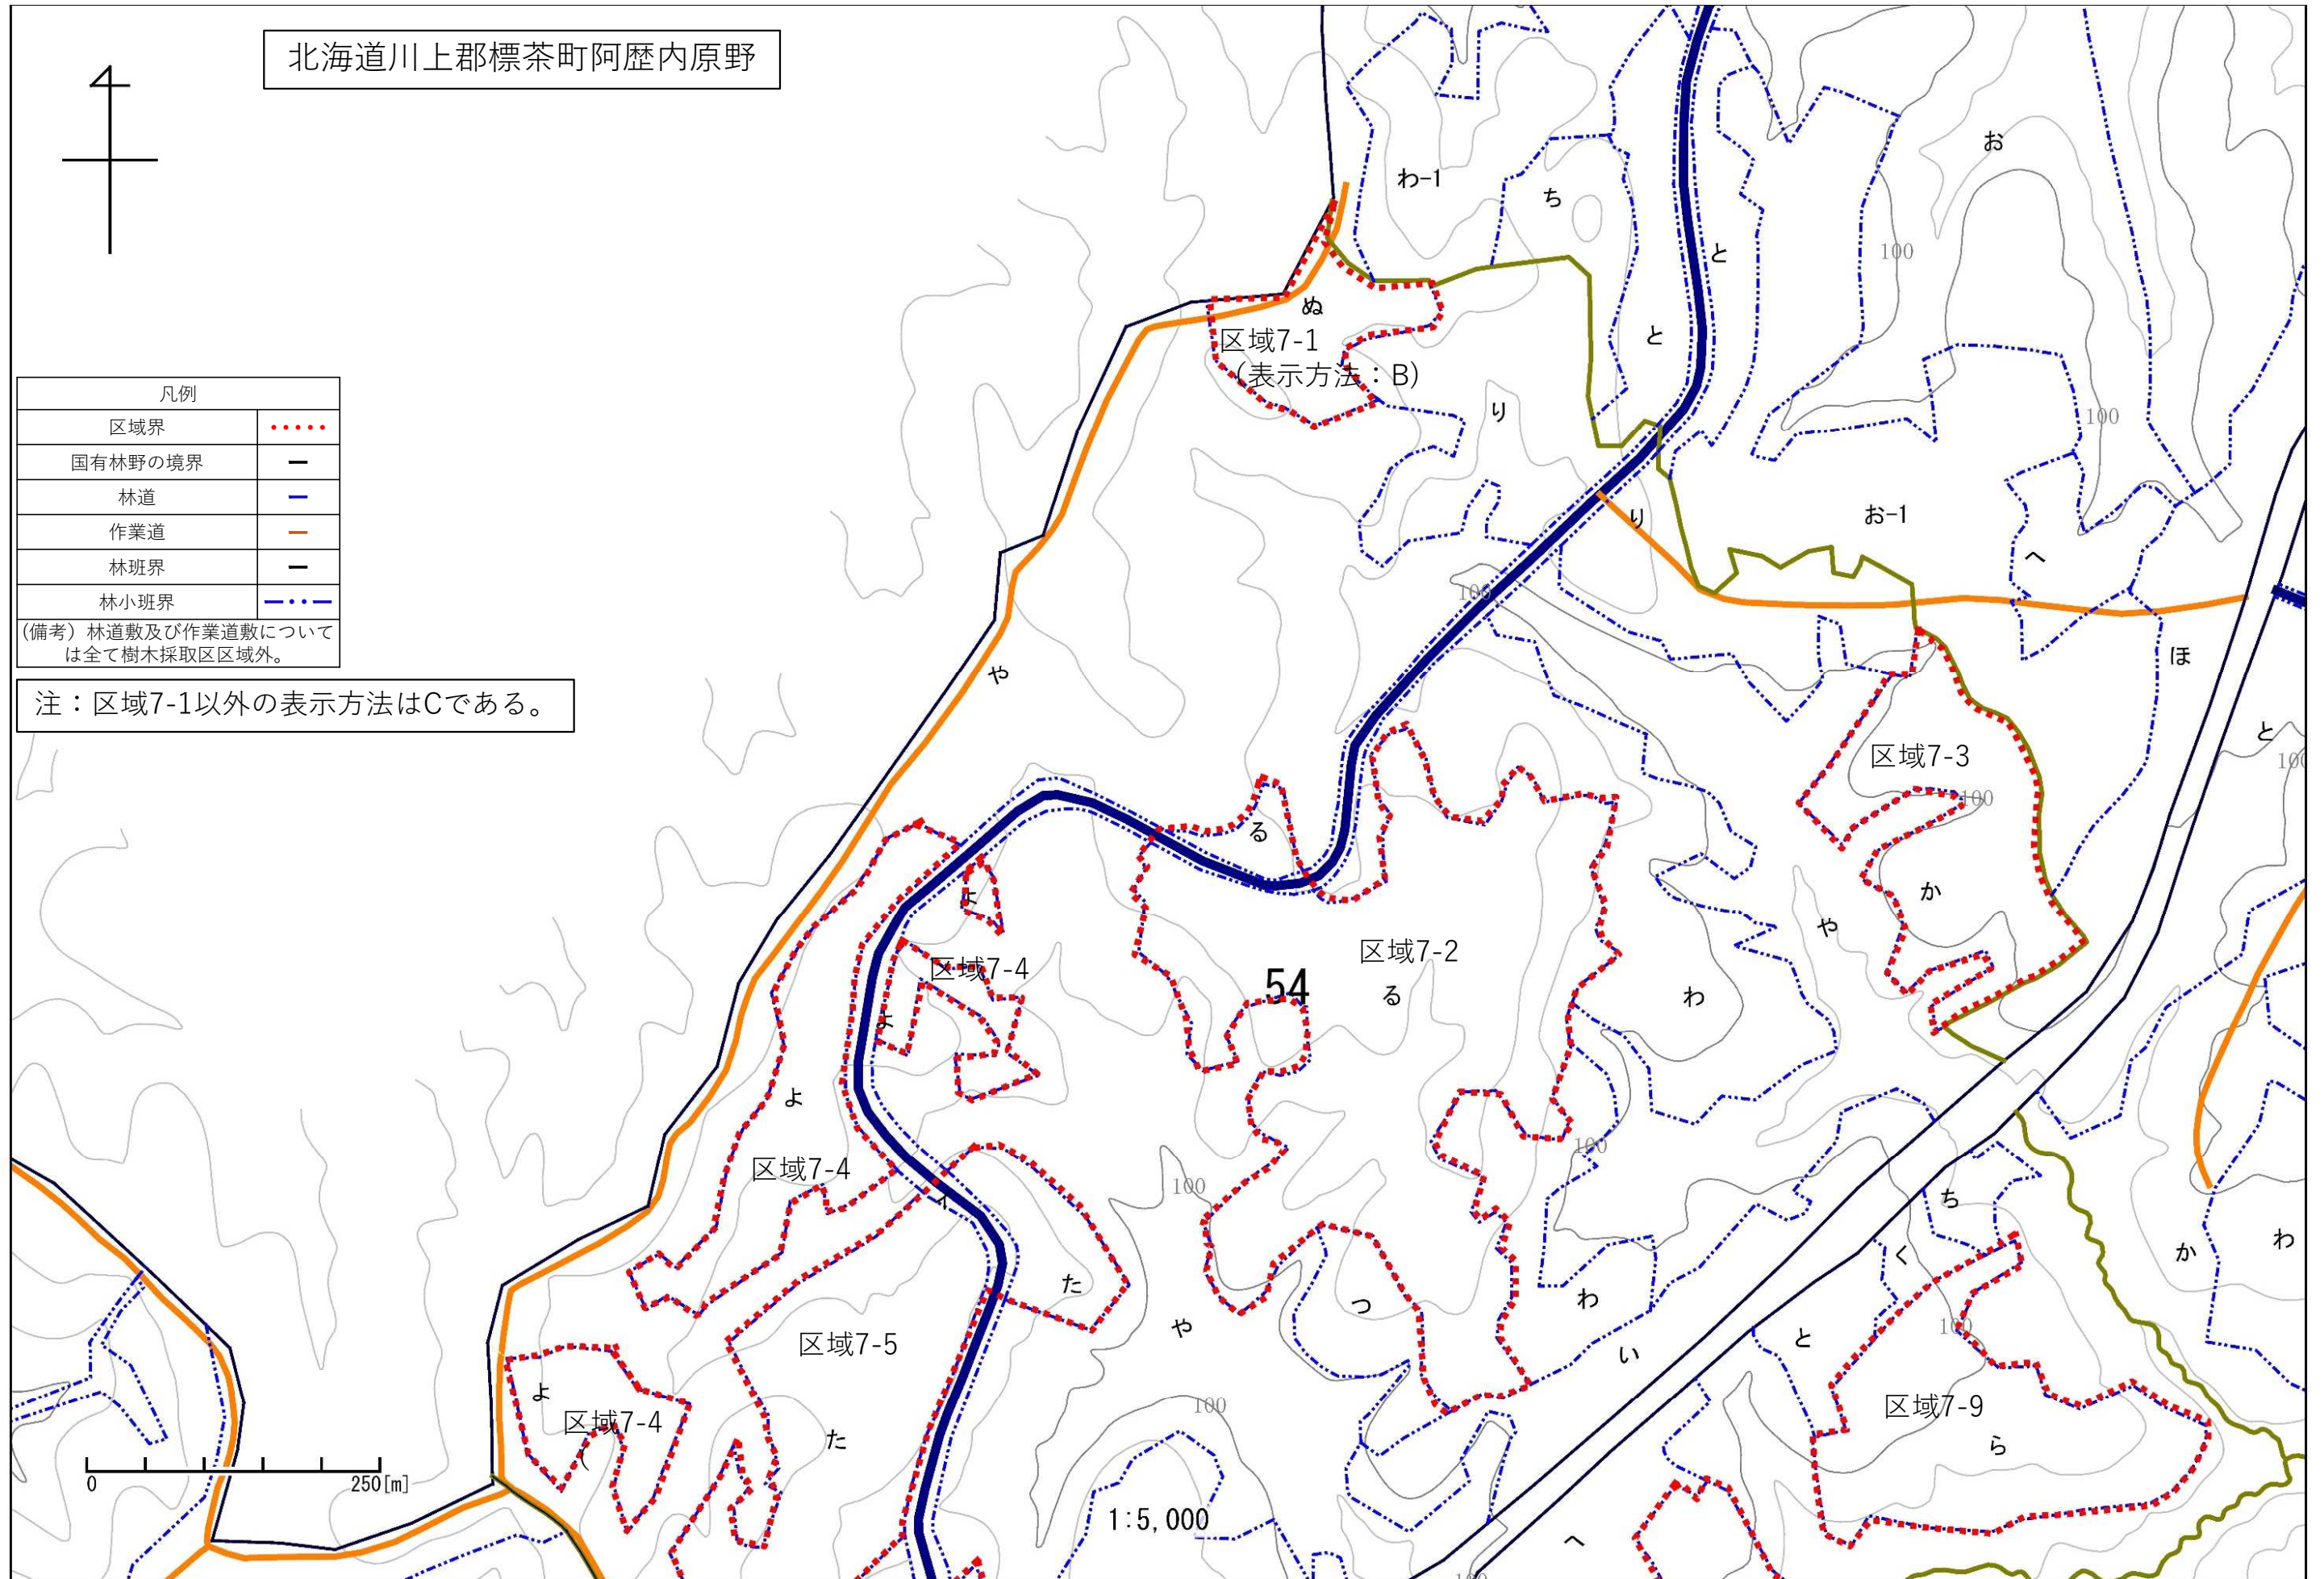 北海道川上郡標茶町阿歴内原野
凡例
区域界
国有林野の境界
林道
作業道
林班界
林小班界
(備考）林道敷及び作業道敷について
は全て樹木採取区区域外。
注：区域7-1以外の表示方法はCである。
お
わ-1
ち
と
100
ぬ
と
区域7-1
（表示方法：B）
り
100
り
お-1
へ
100
ほ
や
と
区域7-3
100
100
る
か
よ
や
区域7-2
区域7-4
54
る
わ
よ
よ
100
区域7-4
100
イ
ち
か
わ
く
た
つ
わ
や
い
と
100
区域7-5
よ
区域7-4
(
た
100
区域7-9
ら
0
250[m]
1:5,000
へ
100